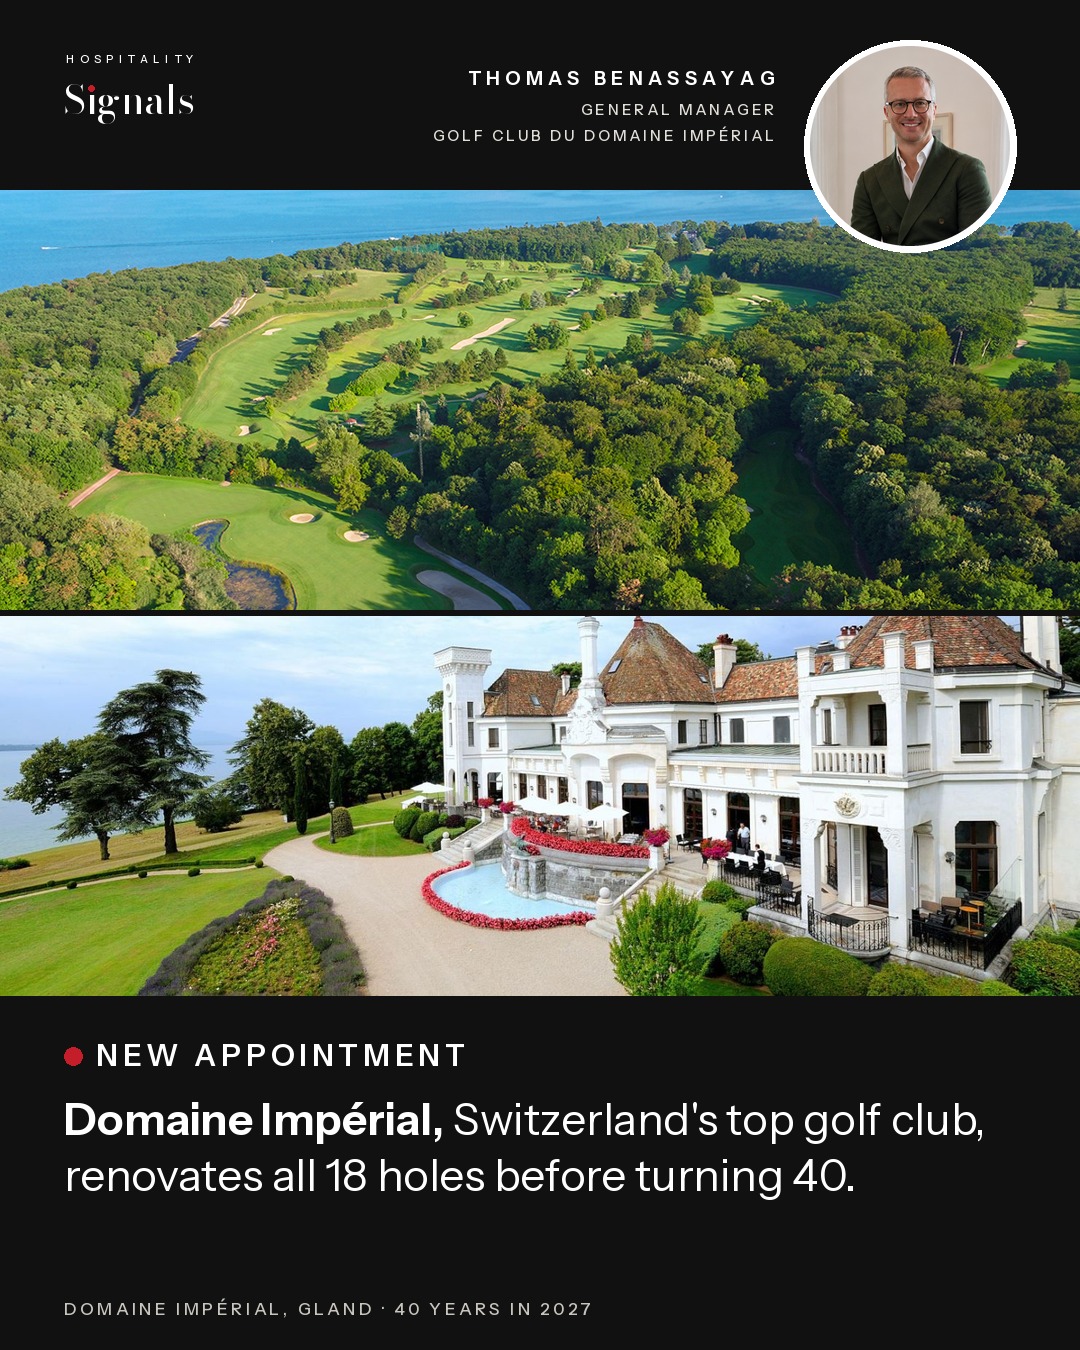 HOSPITALITY
Signals
THOMAS BENASSAYAG
GENERAL MANAGER
GOLF CLUB DU DOMAINE IMPÉRIAL
NEW APPOINTMENT
Domaine Impérial, Switzerland's top golf club,
renovates all 18 holes before turning 40.
DOMAINE IMPÉRIAL, GLAND · 40 YEARS IN 2027